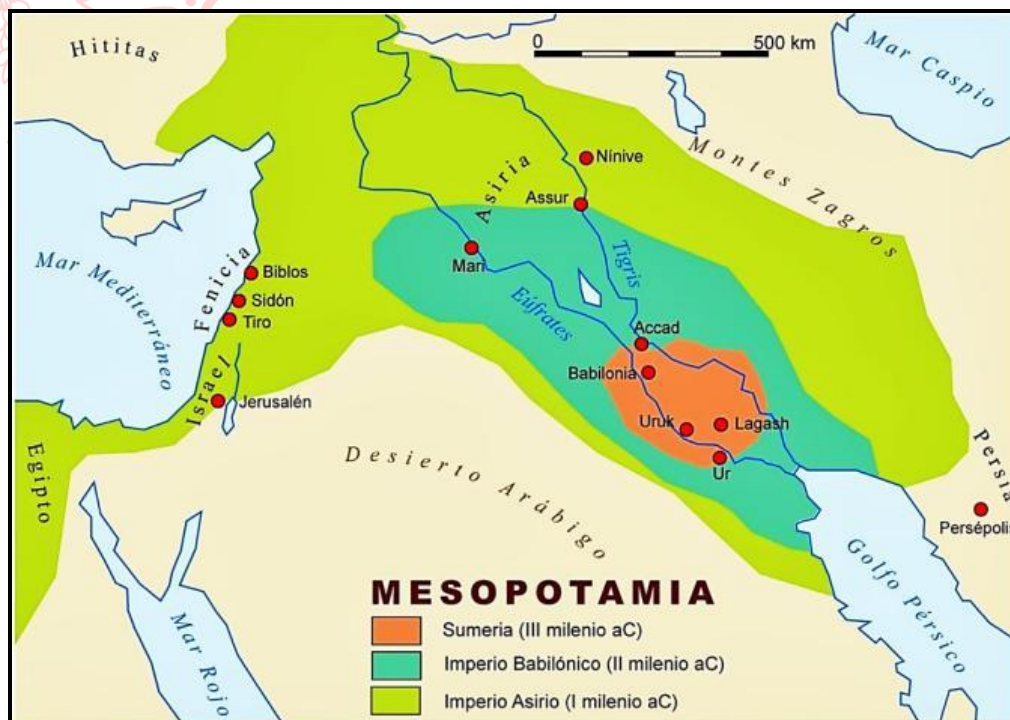 Hititas
0 500 km
Mar Caspio
Montes Zagros
Nínive
Asiria
Assur
Mari
Tigris
Eúfrates
Mar Mediterráneo
Fenicia
Biblos
Sidón
Tiro
Israel
Jerusalén
Accad
Babilonia
Uruk
Lagash
Ur
Egipto
Desierto Arábigo
Persia
Persépolis
Golfo Pérsico
Mar Rojo
MESOPOTAMIA
Sumeria (III milenio aC)
Imperio Babilónico (II milenio aC)
Imperio Asirio (I milenio aC)